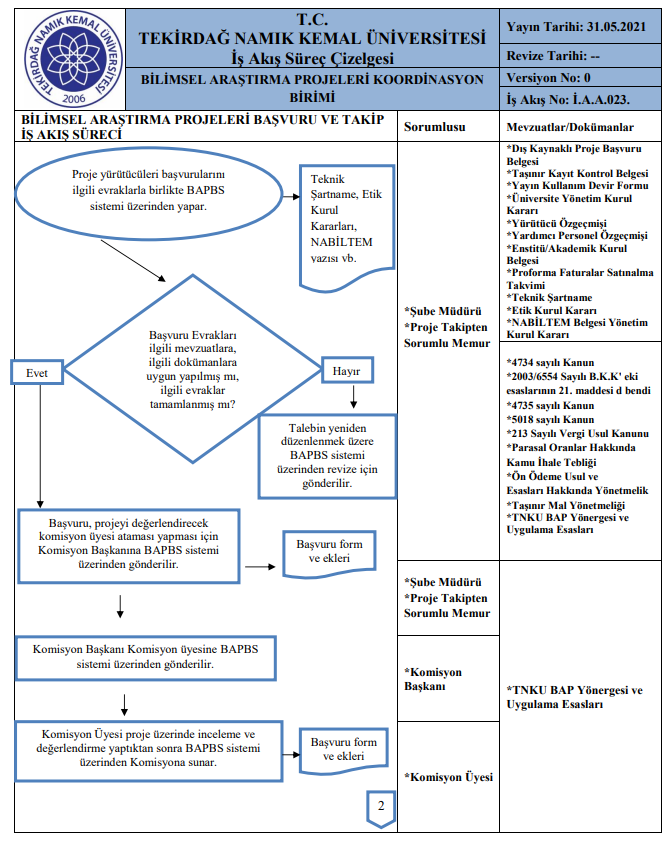 TEKİRDAĞ NAMIK KEMAL ÜNİVERSİTESİ
2006
T.C.
TEKİRDAĞ NAMIK KEMAL ÜNİVERSİTESİ
İş Akış Süreç Çizelgesi
BİLİMSEL ARAŞTIRMA PROJELERİ KOORDİNASYON
BİRİMİ
Yayın Tarihi: 31.05.2021
Revize Tarihi: --
Versiyon No: 0
İş Akış No: İ.A.A.023.
BİLİMSEL ARAŞTIRMA PROJELERİ BAŞVURU VE TAKİP
İŞ AKIŞ SÜRECİ
Sorumlusu
Mevzuatlar/Dokümanlar
Proje yürütücüleri başvurularını
ilgili evraklarla birlikte BAPBS
sistemi üzerinden yapar.
Teknik
Şartname, Etik
Kurul
Kararları,
NABİLTEM
yazısı vb.
Başvuru Evrakları
ilgili mevzuatlara,
ilgili dokümanlara
uygun yapılmış mı,
ilgili evraklar
tamamlanmış mı?
Evet
Hayır
Talebin yeniden
düzenlenmek üzere
BAPBS sistemi
üzerinden revize için
gönderilir.
Başvuru, projeyi değerlendirecek
komisyon üyesi ataması yapması için
Komisyon Başkanına BAPBS sistemi
üzerinden gönderilir.
Başvuru form
ve ekleri
Komisyon Başkanı Komisyon üyesine BAPBS
sistemi üzerinden gönderilir.
Komisyon Üyesi proje üzerinde inceleme ve
değerlendirme yaptıktan sonra BAPBS sistemi
üzerinden Komisyona sunar.
Başvuru form
ve ekleri
2
*Şube Müdürü
*Proje Takipten
Sorumlu Memur
*Şube Müdürü
*Proje Takipten
Sorumlu Memur
*Komisyon
Başkanı
*Komisyon Üyesi
*Dış Kaynaklı Proje Başvuru
Belgesi
*Taşınır Kayıt Kontrol Belgesi
*Yayın Kullanım Devir Formu
*Üniversite Yönetim Kurul
Kararı
*Yürütücü Özgeçmişi
*Yardımcı Personel Özgeçmişi
*Enstitü/Akademik Kurul
Belgesi
*Proforma Faturalar Satınalma
Takvimi
*Teknik Şartname
*Etik Kurul Kararı
*NABİLTEM Belgesi Yönetim
Kurul Kararı
*4734 sayılı Kanun
*2003/6554 Sayılı B.K.K' eki
esaslarının 21. maddesi d bendi
*4735 sayılı Kanun
*5018 sayılı Kanun
*213 Sayılı Vergi Usul Kanunu
*Parasal Oranlar Hakkında
Kamu İhale Tebliği
*Ön Ödeme Usul ve
Esasları Hakkında Yönetmelik
*Taşınır Mal Yönetmeliği
*TNKU BAP Yönergesi ve
Uygulama Esasları
*TNKU BAP Yönergesi ve
Uygulama Esasları